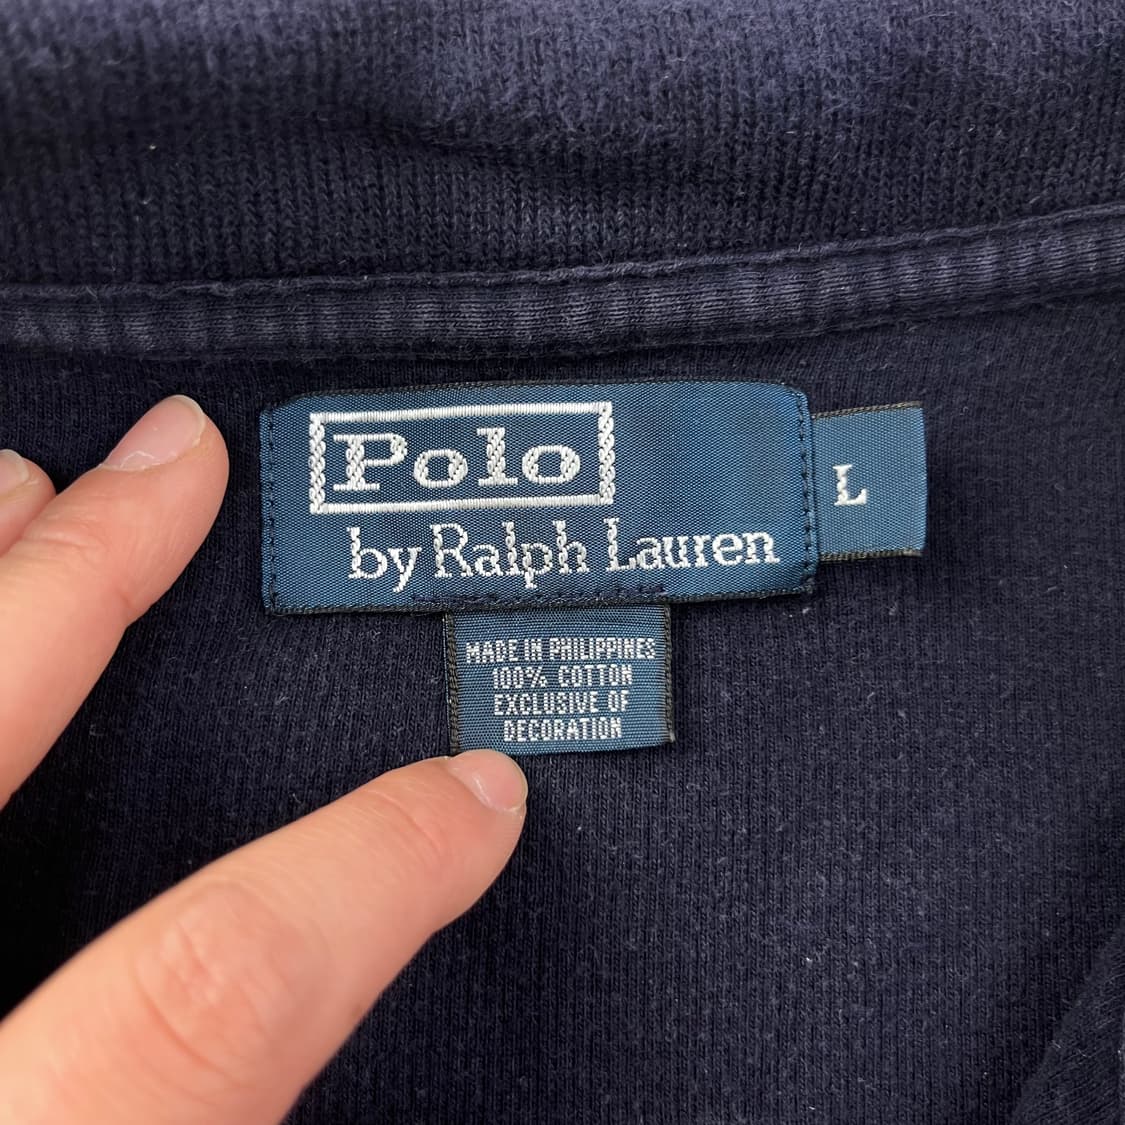 Polo
by Ralph Lauren
L
MADE IN PHILIPPINES
100% COTTON
EXCLUSIVE OF
DECORATION